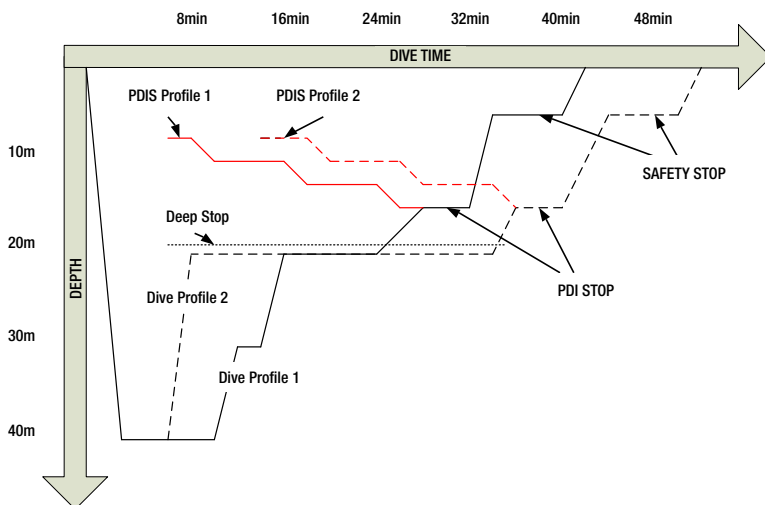 8min 16min 24min 32min 40min 48min
DIVE TIME
PDIS Profile 1
PDIS Profile 2
10m
SAFETY STOP
Deep Stop
20m
DEPTH
PDI STOP
Dive Profile 2
30m
Dive Profile 1
40m